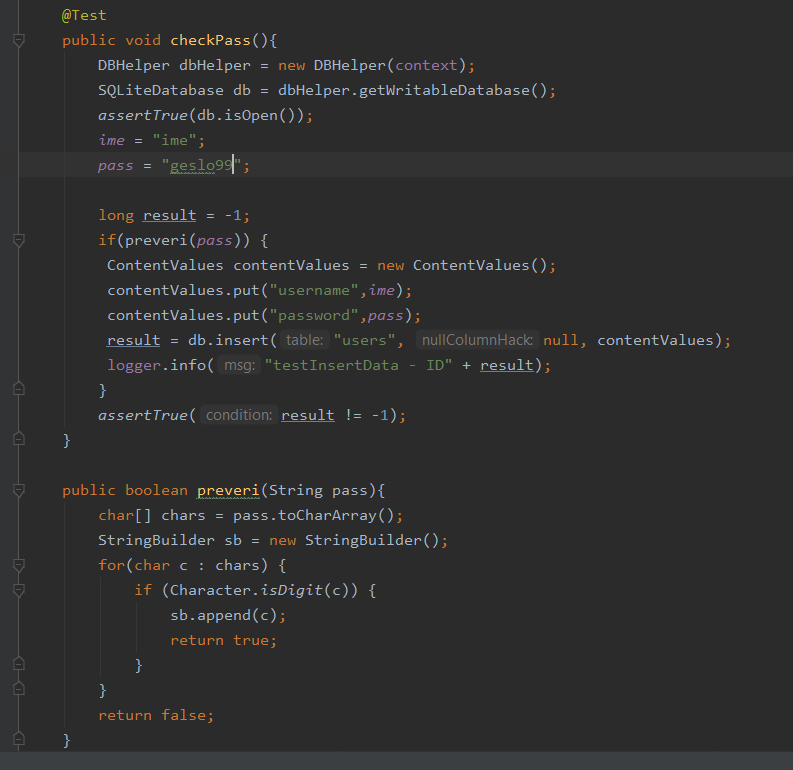 @Test
public void checkPass(){
DBHelper dbHelper = new DBHelper(context);
SQLiteDatabase db = dbHelper.getWritableDatabase();
assertTrue(db.isOpen());
ime = "ime";
pass = "geslo99";
long result = -1;
if(preveri(pass)) {
ContentValues contentValues = new ContentValues();
contentValues.put("username",ime);
contentValues.put("password",pass);
result = db.insert( table: "users", nullColumnHack: null, contentValues);
logger.info( msg: "testInsertData - ID" + result);
}
assertTrue( condition: result != -1);
}
public boolean preveri(String pass){
char[] chars = pass.toCharArray();
StringBuilder sb = new StringBuilder();
for(char c : chars) {
if (Character.isDigit(c)) {
sb.append(c);
return true;
}
}
return false;
}